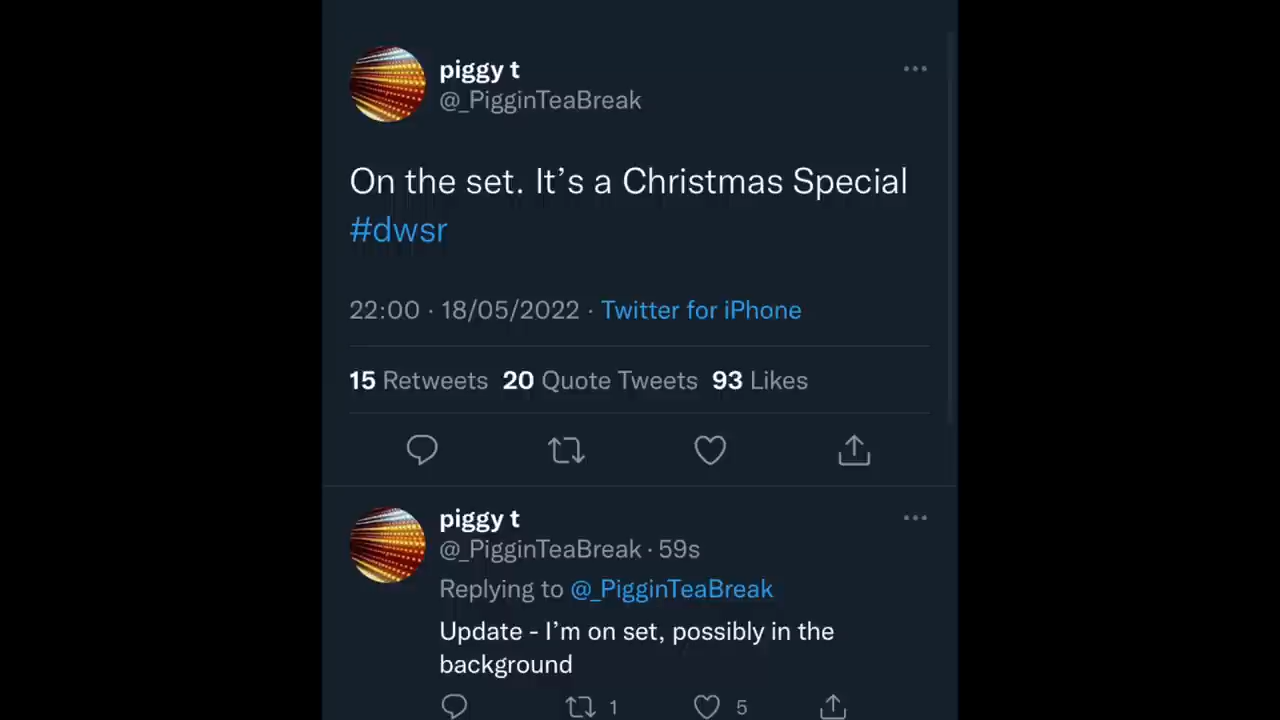 piggy t
@_PigginTeaBreak
On the set. It’s a Christmas Special
#dwsr
22:00 · 18/05/2022 · Twitter for iPhone
15 Retweets 20 Quote Tweets 93 Likes
piggy t
@_PigginTeaBreak · 59s
Replying to @_PigginTeaBreak
Update - I’m on set, possibly in the
background
1 5